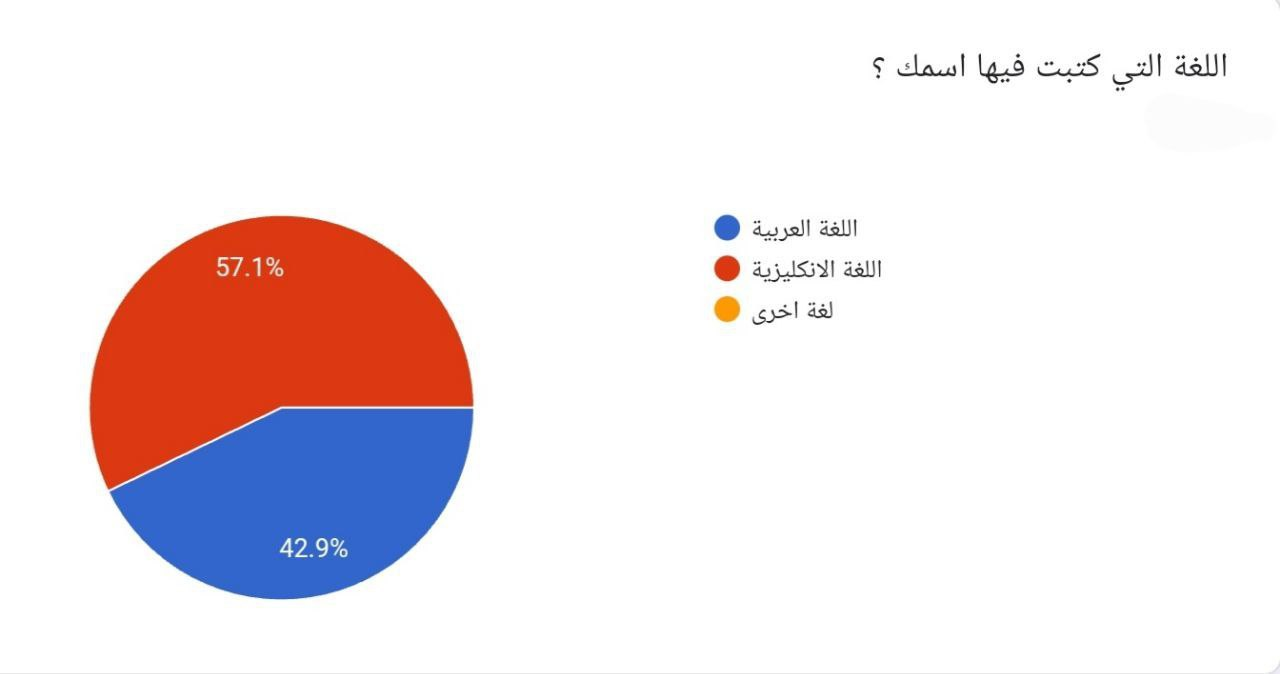 اللغة التي كتبت فيها اسمك ؟
اللغة العربية
اللغة الانكليزية
لغة اخرى
57.1%
42.9%